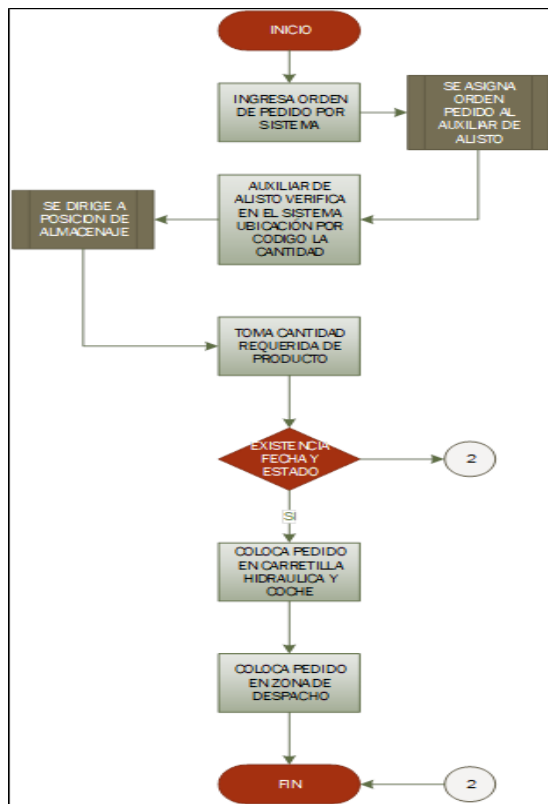 INICIO
INGRESA ORDEN
DE PEDIDO POR
SISTEMA
SE ASIGNA
ORDEN
PEDIDO AL
AUXILIAR DE
ALISTO
AUXILIAR DE
ALISTO VERIFICA
EN EL SISTEMA
UBICACIÓN POR
CODIGO LA
CANTIDAD
SE DIRIGE A
POSICION DE
ALMACENAJE
TOMA CANTIDAD
REQUERIDA DE
PRODUCTO
EXISTENCIA
FECHA Y
ESTADO
2
SI
COLOCA PEDIDO
EN CARRETILLA
HIDRAULICA Y
COCHE
COLOCA PEDIDO
EN ZONA DE
DESPACHO
FIN
2